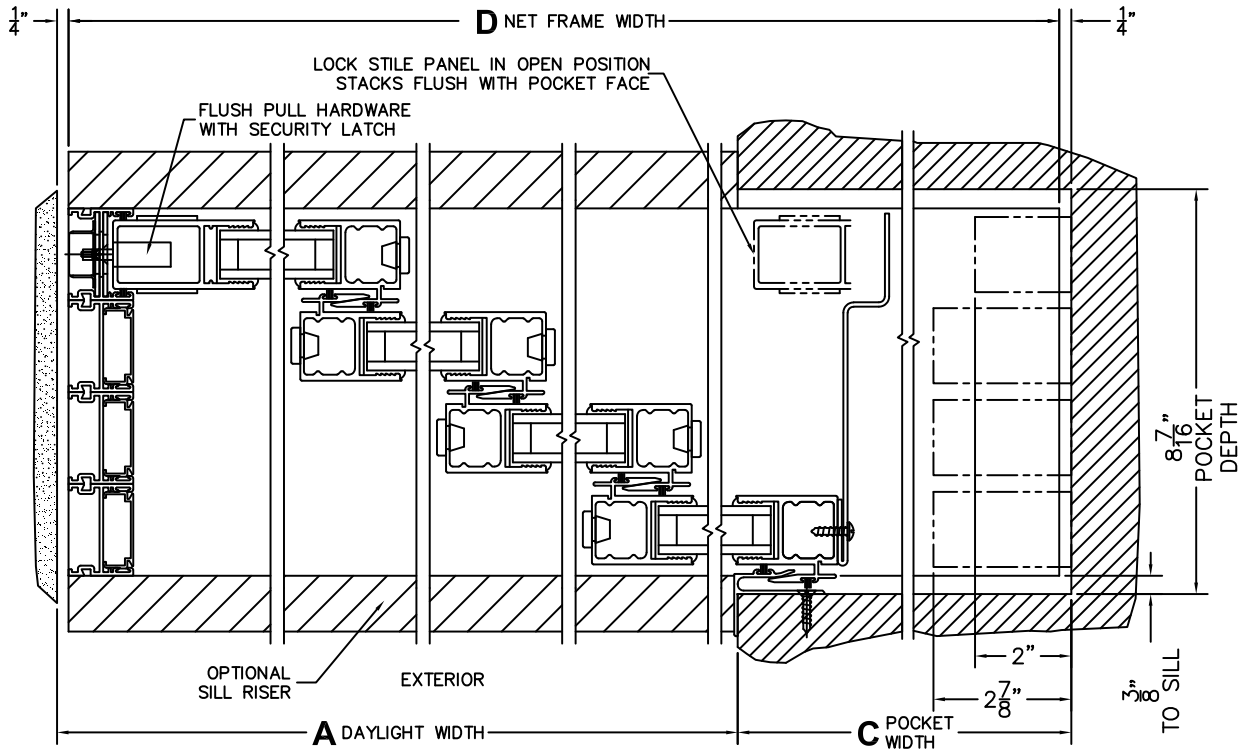 1/4"
D NET FRAME WIDTH
1/4"
LOCK STILE PANEL IN OPEN POSITION
STACKS FLUSH WITH POCKET FACE
FLUSH PULL HARDWARE
WITH SECURITY LATCH
8 7/16
POCKET
DEPTH
OPTIONAL
SILL RISER
EXTERIOR
2"
2 7/8"
3/8"
TO SILL
A DAYLIGHT WIDTH
C POCKET
WIDTH